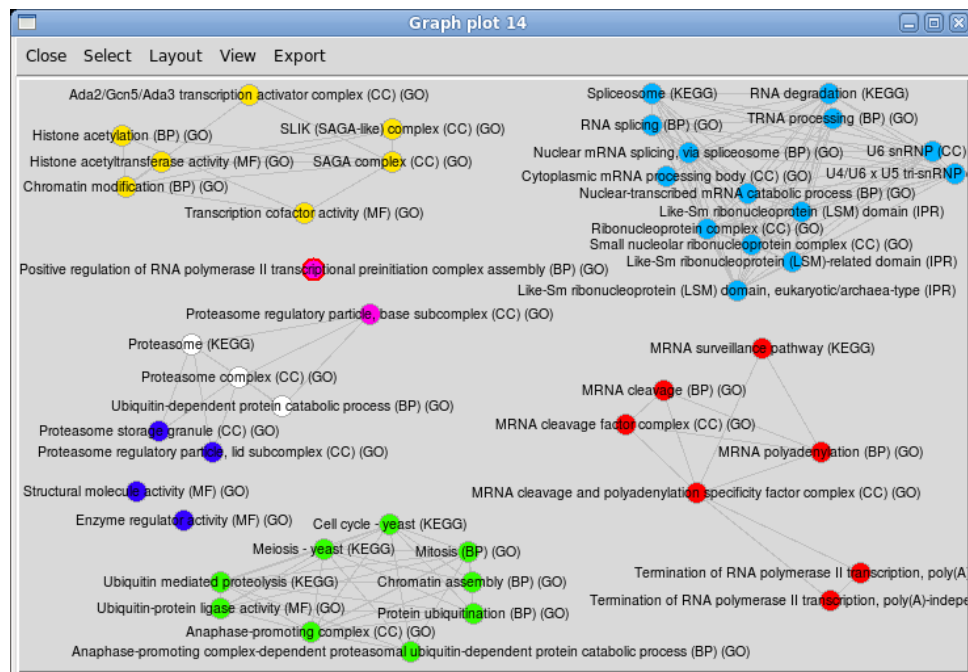 Graph plot 14
Close Select Layout View Export
Ada2/Gcn5/Ada3 transcription activator complex (CC) (GO)
Histone acetylation (BP) (GO)
SLIK (SAGA-like) complex (CC) (GO)
Histone acetyltransferase activity (MF) (GO)
SAGA complex (CC) (GO)
Chromatin modification (BP) (GO)
Transcription cofactor activity (MF) (GO)
Spliceosome (KEGG)
RNA degradation (KEGG)
RNA splicing (BP) (GO)
TRNA processing (BP) (GO)
Nuclear mRNA splicing, via spliceosome (BP) (GO)
U6 snRNP (CC)
Cytoplasmic mRNA processing body (CC) (GO)
U4/U6 x U5 tri-snRNP
Nuclear-transcribed mRNA catabolic process (BP) (GO)
Like-Sm ribonucleoprotein (LSM) domain (IPR)
Ribonucleoprotein complex (CC) (GO)
Small nucleolar ribonucleoprotein complex (CC) (GO)
Like-Sm ribonucleoprotein (LSM)-related domain (IPR)
Like-Sm ribonucleoprotein (LSM) domain, eukaryotic/archaea-type (IPR)
Positive regulation of RNA polymerase II transcriptional preinitiation complex assembly (BP) (GO)
Proteasome regulatory particle, base subcomplex (CC) (GO)
Proteasome (KEGG)
Proteasome complex (CC) (GO)
Ubiquitin-dependent protein catabolic process (BP) (GO)
Proteasome storage granule (CC) (GO)
Proteasome regulatory particle, lid subcomplex (CC) (GO)
Structural molecule activity (MF) (GO)
Enzyme regulator activity (MF) (GO)
MRNA surveillance pathway (KEGG)
MRNA cleavage (BP) (GO)
MRNA cleavage factor complex (CC) (GO)
MRNA polyadenylation (BP) (GO)
MRNA cleavage and polyadenylation specificity factor complex (CC) (GO)
Termination of RNA polymerase II transcription, poly(A)
Termination of RNA polymerase II transcription, poly(A)-indepe
Cell cycle - yeast (KEGG)
Meiosis - yeast (KEGG)
Mitosis (BP) (GO)
Ubiquitin mediated proteolysis (KEGG)
Chromatin assembly (BP) (GO)
Ubiquitin-protein ligase activity (MF) (GO)
Protein ubiquitination (BP) (GO)
Anaphase-promoting complex (CC) (GO)
Anaphase-promoting complex-dependent proteasomal ubiquitin-dependent protein catabolic process (BP) (GO)